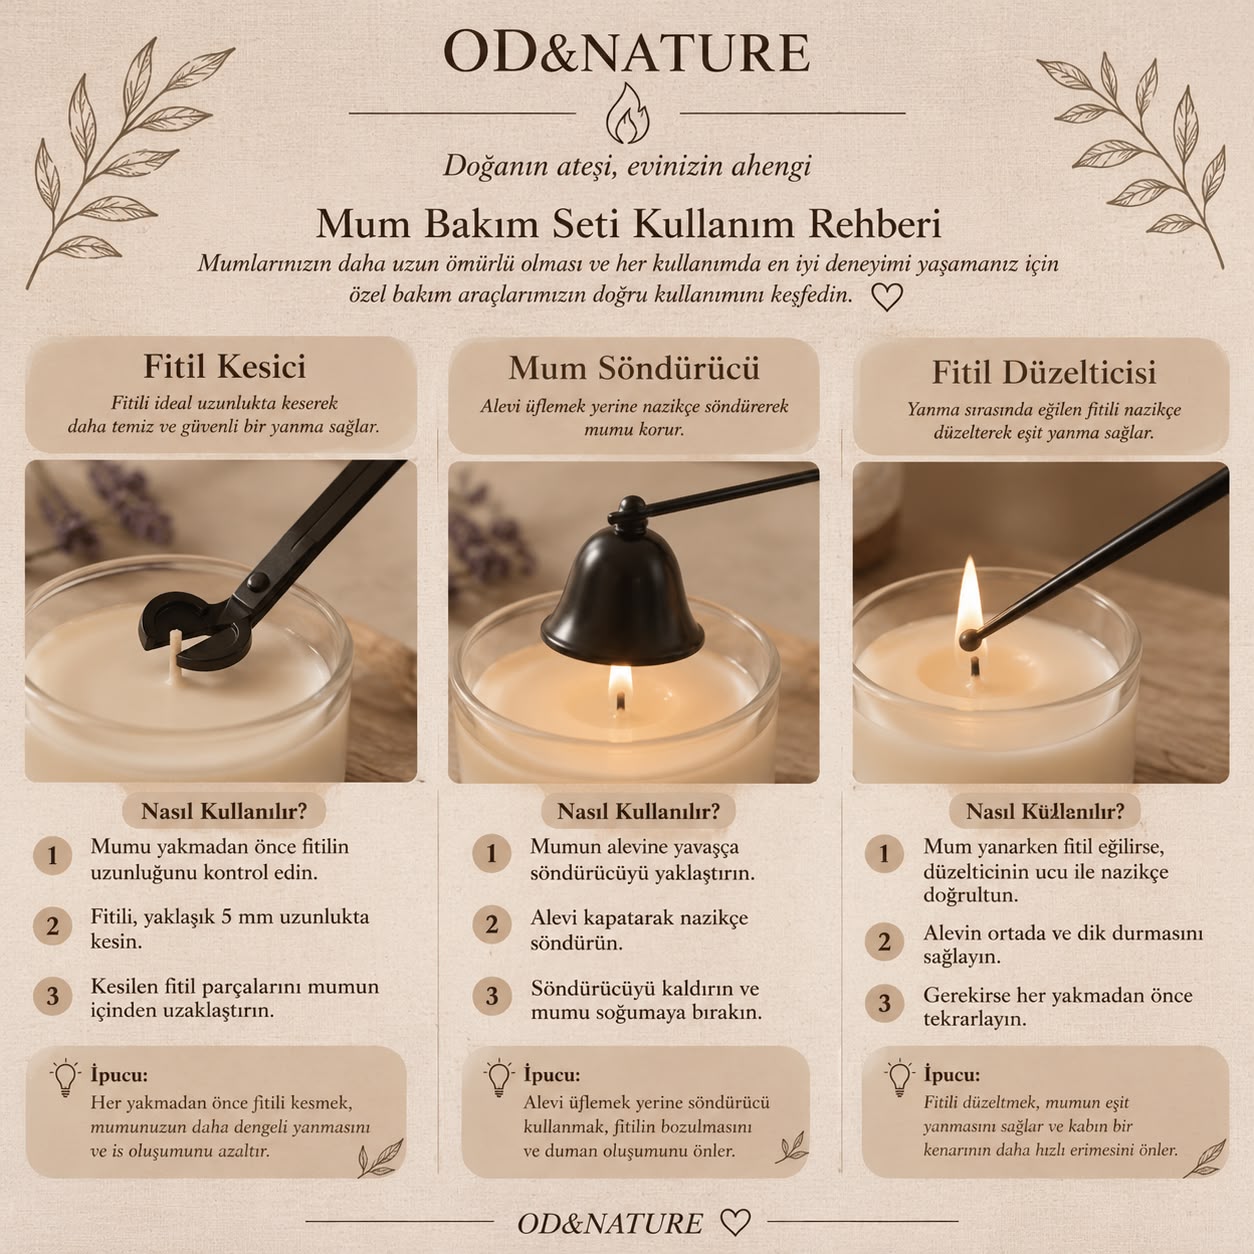 OD&NATURE
Doğanın ateşi, evinizin ahengi
Mum Bakım Seti Kullanım Rehberi
Mumlarınızın daha uzun ömürlü olması ve her kullanımda en iyi deneyimi yaşamanız için
özel bakım araçlarımızın doğru kullanımını keşfedin.
Fitil Kesici
Fitili ideal uzunlukta keserek
daha temiz ve güvenli bir yanma sağlar.
Nasıl Kullanılır?
1 Mumu yakmadan önce fitilin
uzunluğunu kontrol edin.
2 Fitili, yaklaşık 5 mm uzunlukta
kesin.
3 Kesilen fitil parçalarını mumun
içinden uzaklaştırın.
İpucu:
Her yakmadan önce fitili kesmek,
mumunuzun daha dengeli yanmasını
ve is oluşumunu azaltır.
Mum Söndürücü
Alevi üflemek yerine nazikçe söndürerek
mumu korur.
Nasıl Kullanılır?
1 Mumun alevine yavaşça
söndürücüyü yaklaştırın.
2 Alevi kapatarak nazikçe
söndürün.
3 Söndürücüyü kaldırın ve
mumu soğumaya bırakın.
İpucu:
Alevi üflemek yerine söndürücü
kullanmak, fitilin bozulmasını
ve duman oluşumunu önler.
Fitil Düzelticisi
Yanma sırasında eğilen fitili nazikçe
düzelterek eşit yanma sağlar.
Nasıl
1 Mum yanarken fitil eğilirse,
düzelticinin ucu ile nazikçe
doğrultun.
2 Alevin ortada ve dik durmasını
sağlayın.
3 Gerekirse her yakmadan önce
tekrarlayın.
İpucu:
Fitili düzeltmek, mumun eşit
yanmasını sağlar ve kabın bir
kenarının daha hızlı erimesini önler.
OD&NATURE